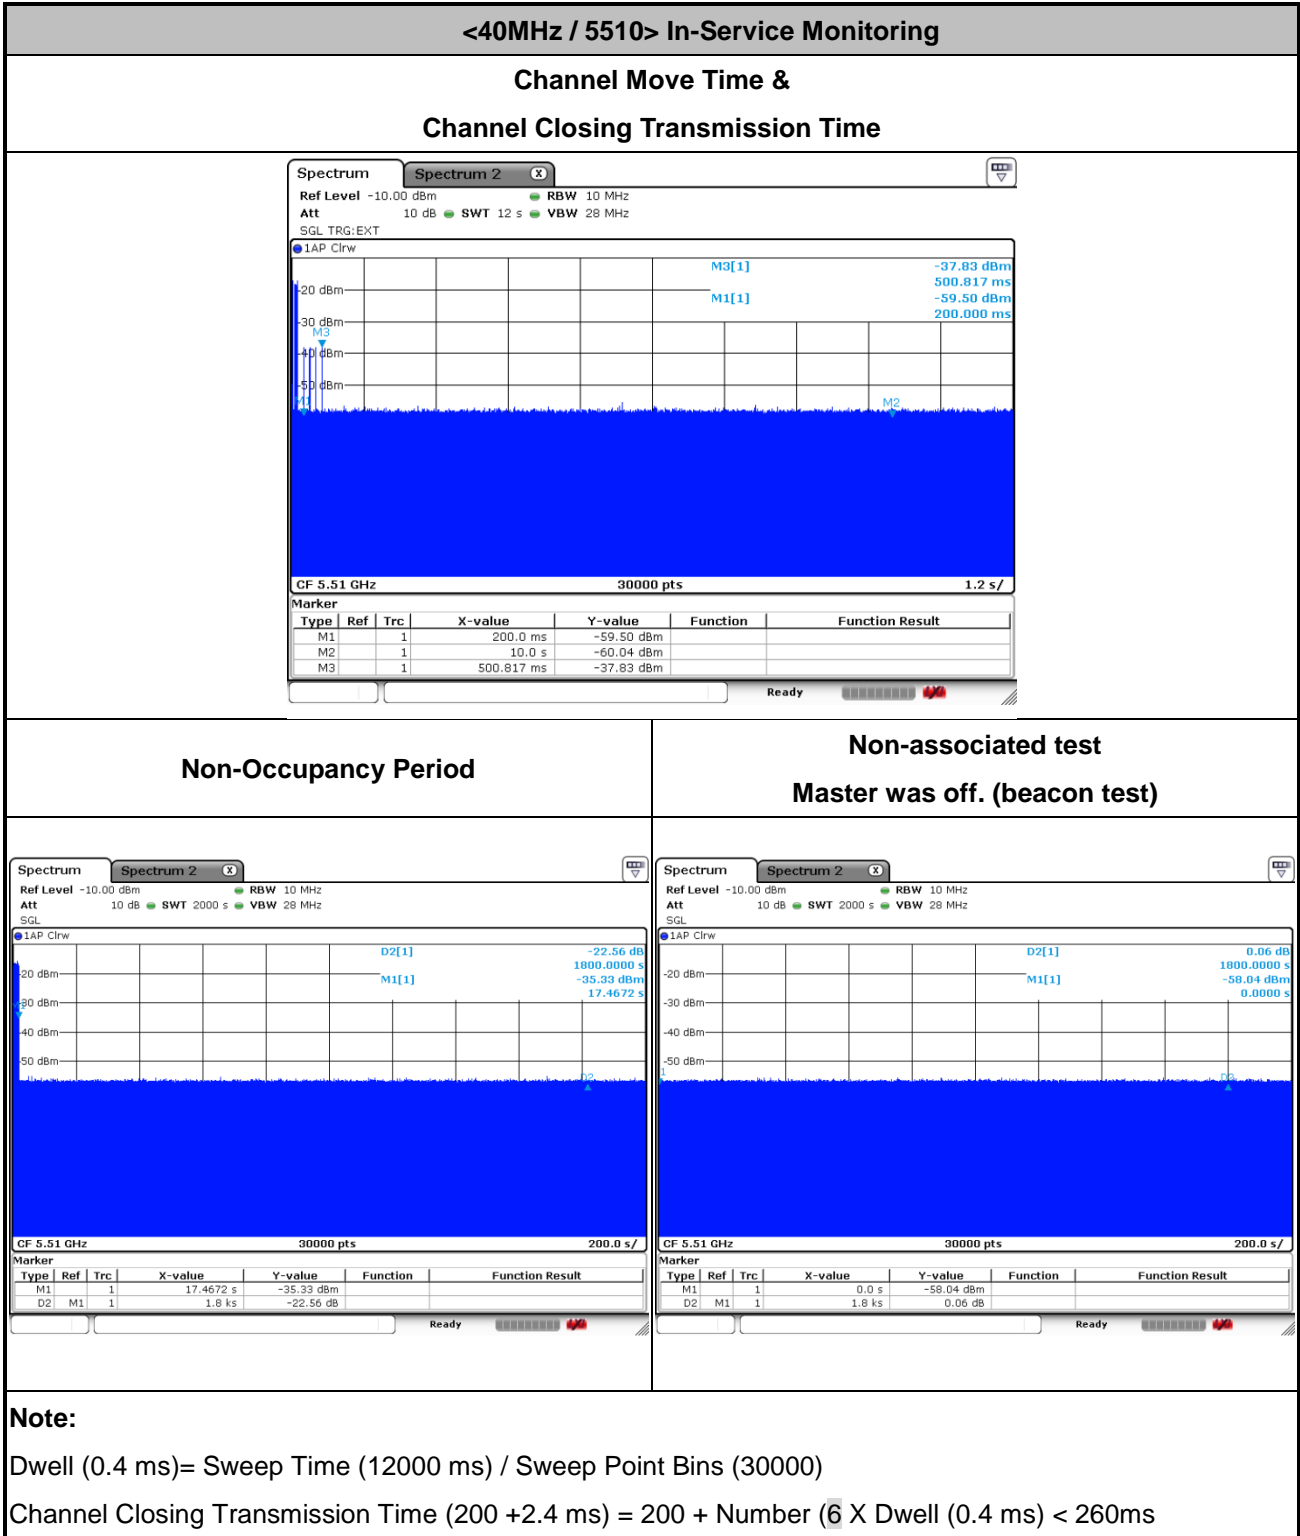 <40MHz / 5510> In-Service Monitoring
Channel Move Time &
Channel Closing Transmission Time
Spectrum Spectrum 2 X
Ref Level -10.00 dBm RBW 10 MHz
Att 10 dB SWT 12 s VBW 28 MHz
SGL TRG:EXT
1AP Clrw
M3[1] -37.83 dBm
500.817 ms
-20 dBm
M1[1] -59.50 dBm
200.000 ms
-30 dBm
M3
-40 dBm
-50 dBm
M1 M2
CF 5.51 GHz 30000 pts 1.2 s/
Marker
Type Ref Trc X-value Y-value Function Function Result
M1 1 200.0 ms -59.50 dBm
M2 1 10.0 s -60.04 dBm
M3 1 500.817 ms -37.83 dBm
Ready
Non-Occupancy Period
Non-associated test
Master was off. (beacon test)
Spectrum Spectrum 2 X
Ref Level -10.00 dBm RBW 10 MHz
Att 10 dB SWT 2000 s VBW 28 MHz
SGL
1AP Clrw
D2[1] -22.56 dB
1800.0000 s
-20 dBm
M1[1] -35.33 dBm
17.4672 s
-30 dBm
-40 dBm
-50 dBm
D2
CF 5.51 GHz 30000 pts 200.0 s/
Marker
Type Ref Trc X-value Y-value Function Function Result
M1 1 17.4672 s -35.33 dBm
D2 M1 1 1.8 ks -22.56 dB
Ready
Spectrum Spectrum 2 X
Ref Level -10.00 dBm RBW 10 MHz
Att 10 dB SWT 2000 s VBW 28 MHz
SGL
1AP Clrw
D2[1] 0.06 dB
1800.0000 s
-20 dBm
M1[1] -58.04 dBm
0.0000 s
-30 dBm
-40 dBm
-50 dBm
D2
CF 5.51 GHz 30000 pts 200.0 s/
Marker
Type Ref Trc X-value Y-value Function Function Result
M1 1 0.0 s -58.04 dBm
D2 M1 1 1.8 ks 0.06 dB
Ready
Note:
Dwell (0.4 ms)= Sweep Time (12000 ms) / Sweep Point Bins (30000)
Channel Closing Transmission Time (200 +2.4 ms) = 200 + Number (6 X Dwell (0.4 ms) < 260ms